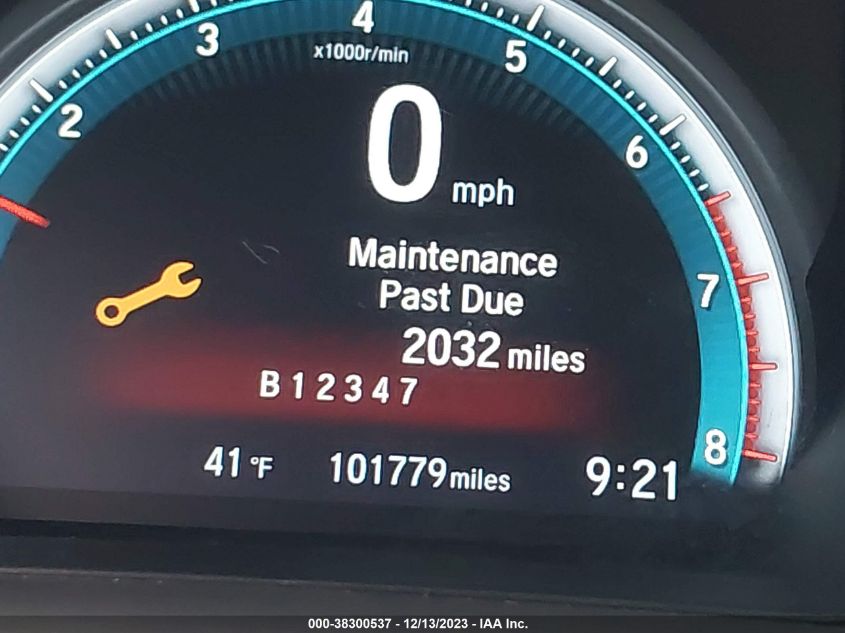 4
3
5
x1000r/min
2
6
0 mph
Maintenance
Past Due
7
2032 miles
B 1 2 3 4 7
8
41 °F 101779 miles 9:21
000-38300537 - 12/13/2023 - IAA Inc.